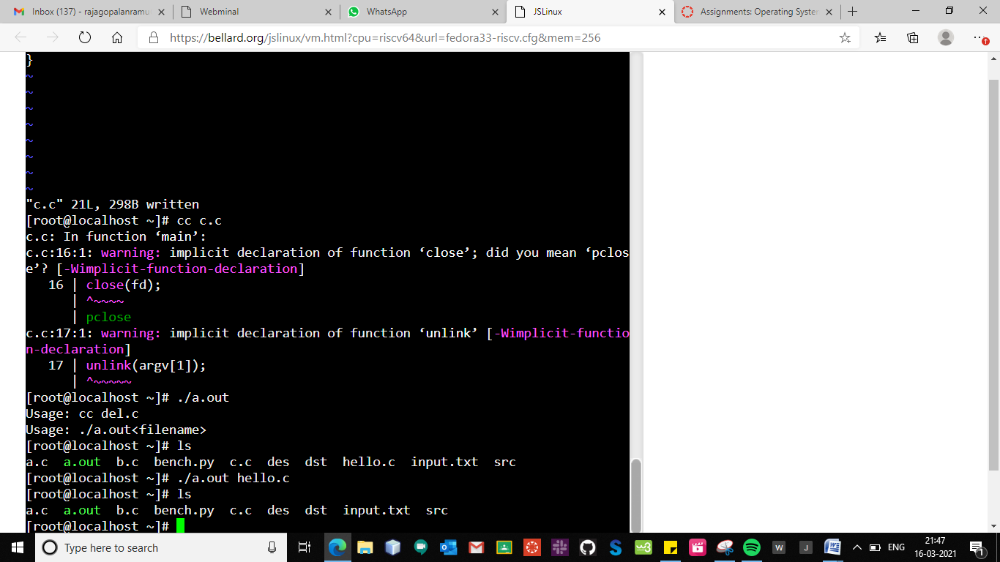 Inbox (137) - rajagopalanramu
Webminal
WhatsApp
JSLinux
Assignments: Operating System
https://bellard.org/jslinux/vm.html?cpu=riscv64&url=fedora33-riscv.cfg&mem=256
}
~
~
~
~
~
~
~
~
"c.c" 21L, 298B written
[root@localhost ~]# cc c.c
c.c: In function ‘main’:
c.c:16:1: warning: implicit declaration of function ‘close’; did you mean ‘pclos
e’? [-Wimplicit-function-declaration]
16 | close(fd);
| ^~~~~
| pclose
c.c:17:1: warning: implicit declaration of function ‘unlink’ [-Wimplicit-functio
n-declaration]
17 | unlink(argv[1]);
| ^~~~~~
[root@localhost ~]# ./a.out
Usage: cc del.c
Usage: ./a.out<filename>
[root@localhost ~]# ls
a.c a.out b.c bench.py c.c des dst hello.c input.txt src
[root@localhost ~]# ./a.out hello.c
[root@localhost ~]# ls
a.c a.out b.c bench.py c.c des dst input.txt src
[root@localhost ~]#
Type here to search
ENG
21:47
16-03-2021